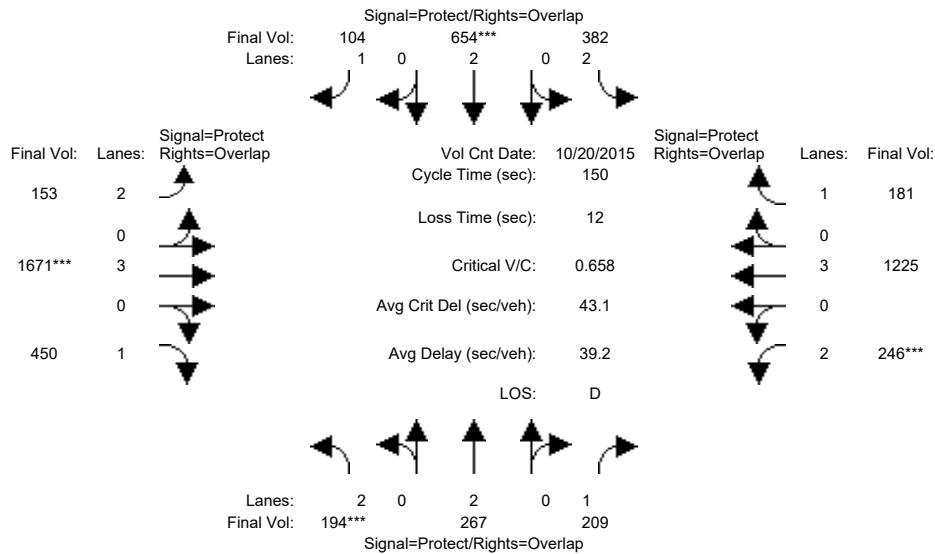 Signal=Protect/Rights=Overlap
Final Vol: 104 654*** 382
Lanes: 1 0 2 0 2
Signal=Protect
Final Vol: Lanes: Rights=Overlap
Vol Cnt Date: 10/20/2015
Signal=Protect
Rights=Overlap Lanes: Final Vol:
Cycle Time (sec): 150
153 2
1 181
Loss Time (sec): 12
0
0
1671*** 3 Critical V/C: 0.658 3 1225
0 Avg Crit Del (sec/veh): 43.1 0
450 1 Avg Delay (sec/veh): 39.2 2 246***
LOS: D
Lanes: 2 0 2 0 1
Final Vol: 194*** 267 209
Signal=Protect/Rights=Overlap